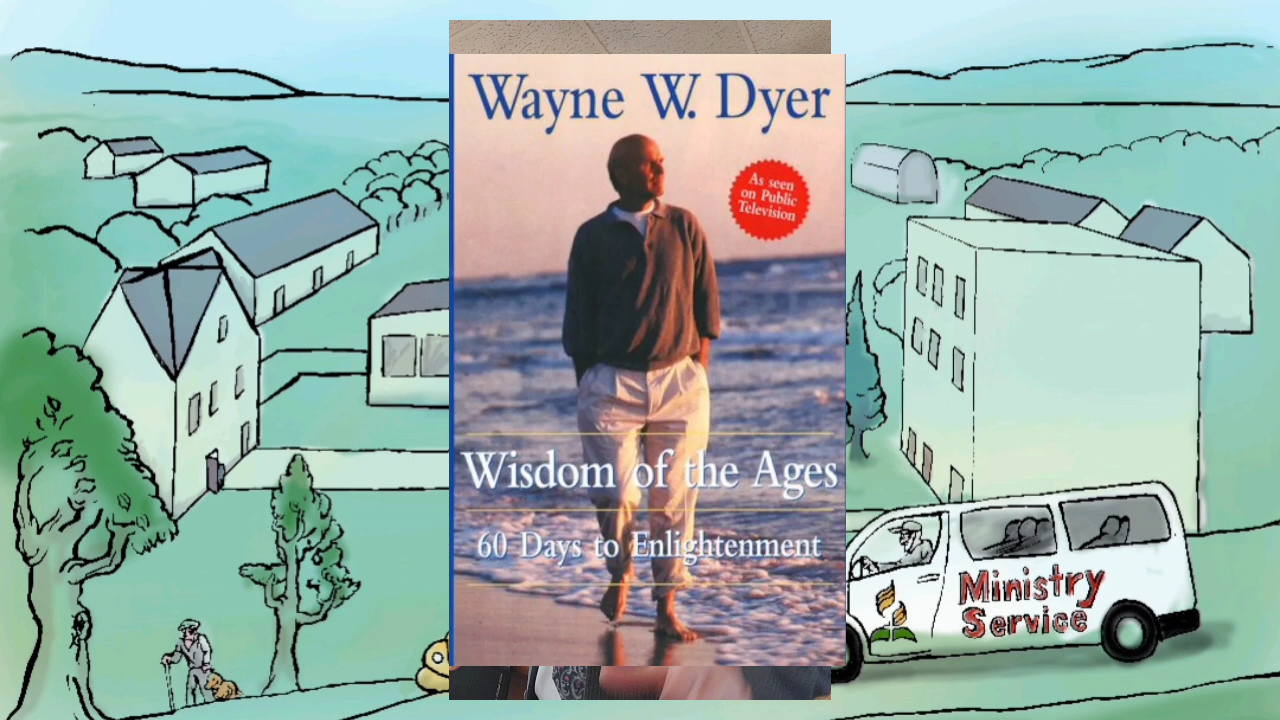 Wayne W. Dyer
As seen
on Public
Television
Wisdom of the Ages
60 Days to Enlightenment
Ministry
Service